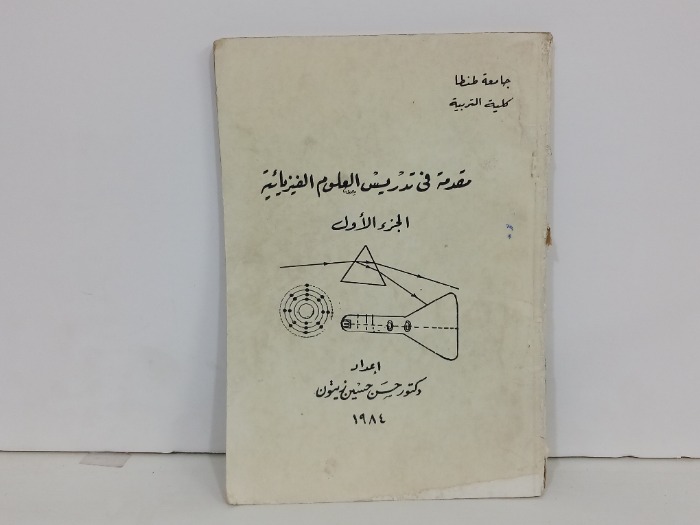 جامعة طنطا
كلية التربية
مقدمة فى تدريس العلوم الفيزيائية
الجزء الأول
إعداد
دكتور حسن حسين زيتون
١٩٨٤